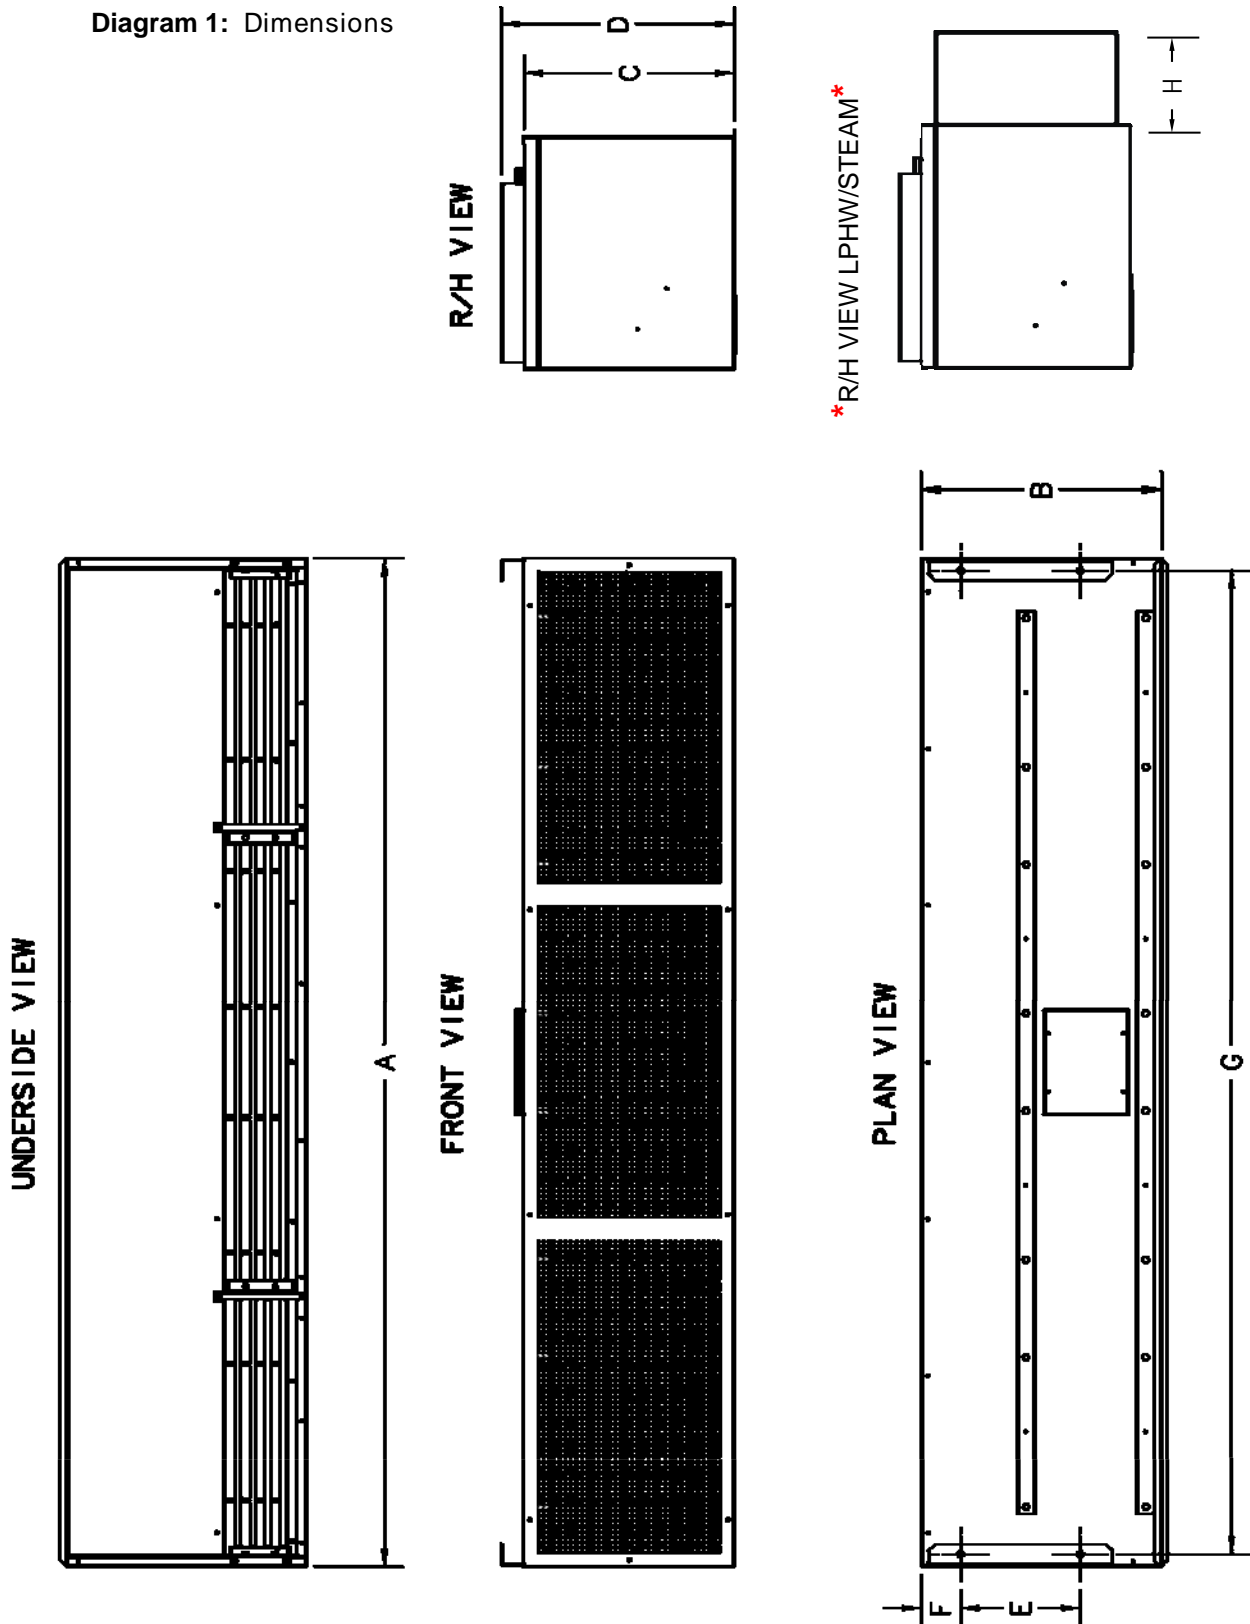 Diagram 1: Dimensions
D
C
R/H VIEW
H
*R/H VIEW LPHW/STEAM*
UNDERSIDE VIEW
A
FRONT VIEW
B
PLAN VIEW
G
F
E